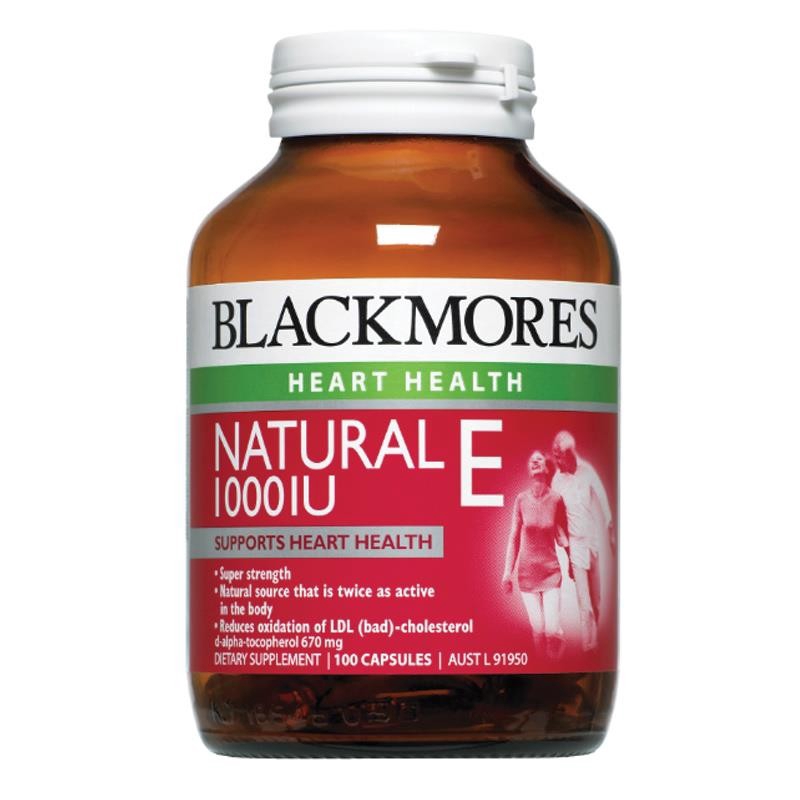 BLACKMORES
HEART HEALTH
NATURAL E
1000IU
SUPPORTS HEART HEALTH
• Super strength
• Natural source that is twice as active
in the body
• Reduces oxidation of LDL (bad)-cholesterol
d-alpha-tocopherol 670 mg
DIETARY SUPPLEMENT | 100 CAPSULES | AUST L 91950